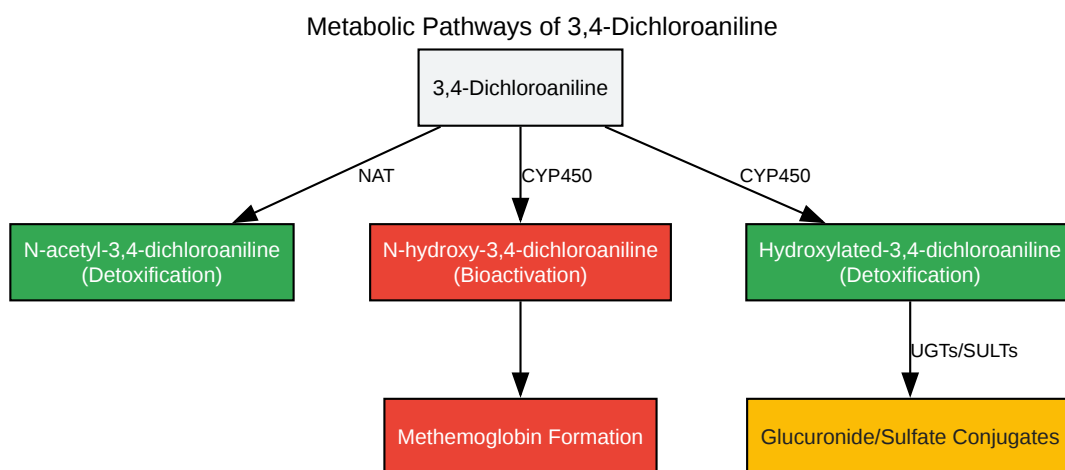 Metabolic Pathways of 3,4-Dichloroaniline
3,4-Dichloroaniline
NAT
CYP450
CYP450
N-acetyl-3,4-dichloroaniline
(Detoxification)
N-hydroxy-3,4-dichloroaniline
(Bioactivation)
Hydroxylated-3,4-dichloroaniline
(Detoxification)
UGTs/SULTs
Methemoglobin Formation
Glucuronide/Sulfate Conjugates